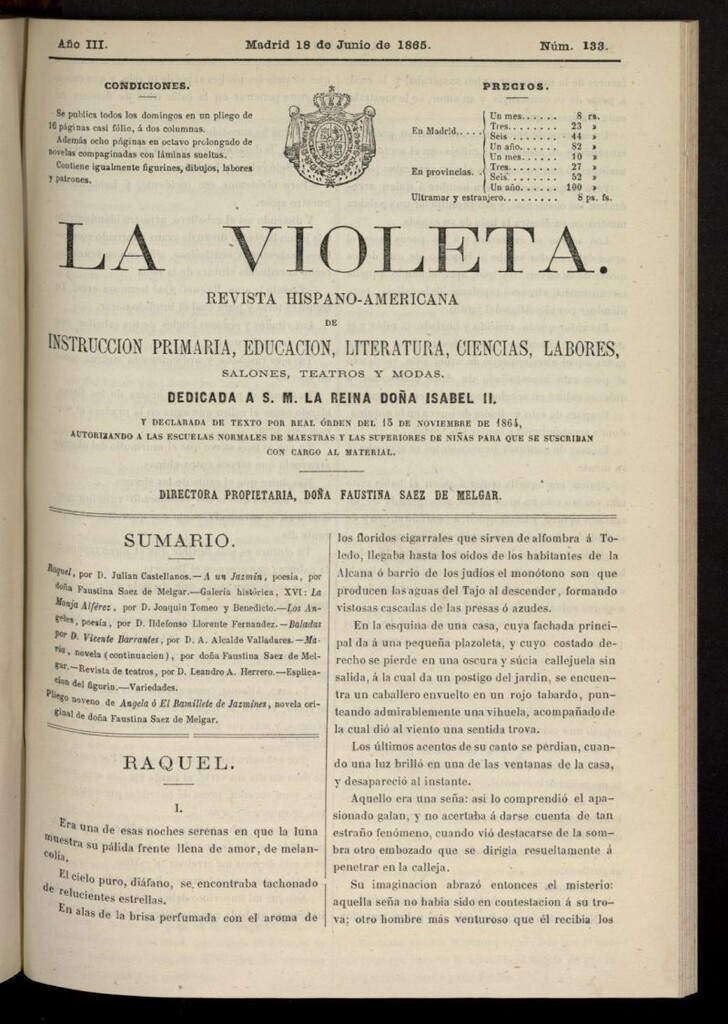 Año III.
Madrid 18 de Junio de 1865.
Núm. 133.
CONDICIONES.
Se publica todos los domingos en un pliego de
16 páginas casi fólio, á dos columnas.
Además ocho páginas en octavo prolongado de
novelas compaginadas con láminas sueltas.
Contiene igualmente figurines, dibujos, labores
y patrones.
PRECIOS.
En Madrid.....
Un mes...... 8 rs.
Tres........ 23 »
Seis ....... 44 »
Un año...... 82 »
En provincias. .
Un mes..... 10 »
Tres........ 27 »
Seis........ 52 »
Un año..... 100 »
Ultramar y estranjero......... 8 ps. fs.
LA VIOLETA.
REVISTA HISPANO-AMERICANA
DE
INSTRUCCION PRIMARIA, EDUCACION, LITERATURA, CIENCIAS, LABORES,
SALONES, TEATROS Y MODAS.
DEDICADA A S. M. LA REINA DOÑA ISABEL II.
Y DECLARADA DE TEXTO POR REAL ÓRDEN DEL 15 DE NOVIEMBRE DE 1864,
AUTORIZANDO A LAS ESCUELAS NORMALES DE MAESTRAS Y LAS SUPERIORES DE NIÑAS PARA QUE SE SUSCRIBAN
CON CARGO AL MATERIAL.
DIRECTORA PROPIETARIA, DOÑA FAUSTINA SAEZ DE MELGAR.
SUMARIO.
Raquel, por D. Julian Castellanos.—A un Jazmin, poesia, por
doña Faustina Saez de Melgar.—Galería histórica, XVI: La
Monja Alférez, por D. Joaquin Tomeo y Benedicto.—Los An-
geles, poesia, por D. Ildefonso Llorente Fernandez.—Baladas
por D. Vicente Barrantes, por D. A. Alcalde Valladares.—Ma-
ría, novela (continuacion), por doña Faustina Saez de Mel-
gar.—Revista de teatros, por D. Leandro A. Herrero.—Esplica-
cion del figurin.—Variedades.
Pliego noveno de Angela ó El Ramillete de Jazmines, novela ori-
ginal de doña Faustina Saez de Melgar.
RAQUEL.
I.
Era una de esas noches serenas en que la luna
muestra su pálida frente llena de amor, de melan-
colía.
El cielo puro, diáfano, se encontraba tachonado
de relucientes estrellas.
En alas de la brisa perfumada con el aroma de
los floridos cigarrales que sirven de alfombra á To-
ledo, llegaba hasta los oidos de los habitantes de la
Alcana ó barrio de los judíos el monótono son que
producen las aguas del Tajo al descender, formando
vistosas cascadas de las presas ó azudes.
En la esquina de una casa, cuya fachada princi-
pal da á una pequeña plazoleta, y cuyo costado de-
recho se pierde en una oscura y súcia callejuela sin
salida, á la cual da un postigo del jardin, se encuen-
tra un caballero envuelto en un rojo tabardo, pun-
teando admirablemente una vihuela, acompañado de
la cual dió al viento una sentida trova.
Los últimos acentos de su canto se perdian, cuan-
do una luz brilló en una de las ventanas de la casa,
y desapareció al instante.
Aquello era una seña: asi lo comprendió el apa-
sionado galan, y no acertaba á darse cuenta de tan
estraño fenómeno, cuando vió destacarse de la som-
bra otro embozado que se dirigia resueltamente á
penetrar en la calleja.
Su imaginacion abrazó entonces el misterio:
aquella seña no habia sido en contestacion á su tro-
va; otro hombre más venturoso que él recibia los